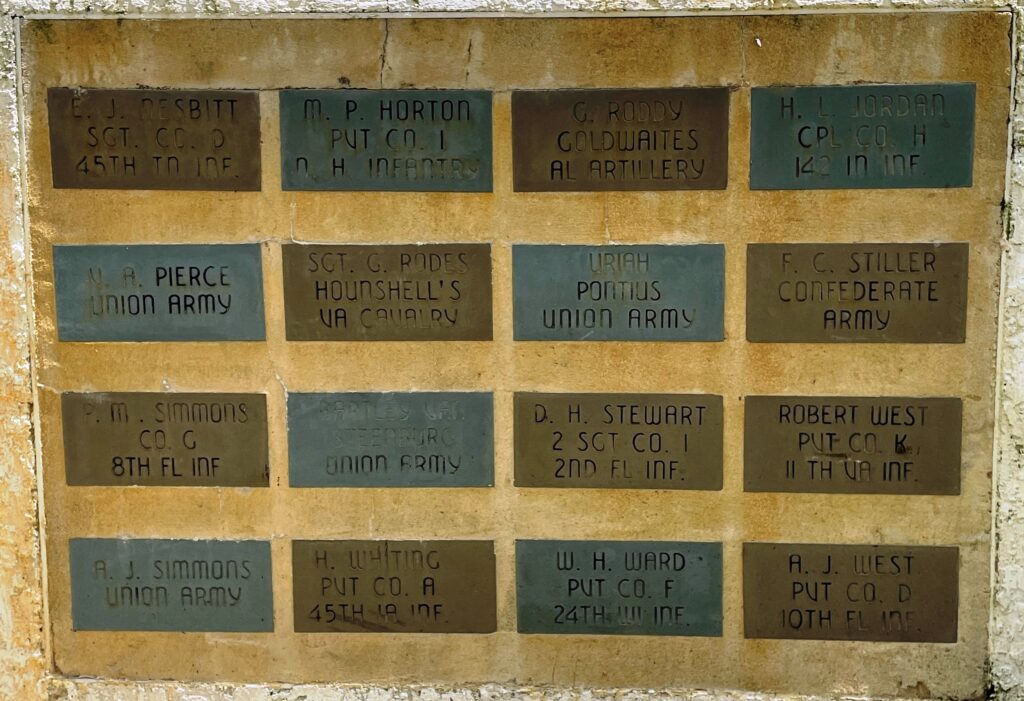 E. J. NESBITT
SGT. CO. D
45TH TN INF.
M. P. HORTON
PVT CO. I
N. H. INFANTRY
G. RODDY
GOLDWAITES
AL ARTILLERY
H. L. JORDAN
CPL CO. H
142 IN INF.
PIERCE
UNION ARMY
SGT. G. RODES
HOUNSHELL'S
VA CAVALRY
URIAH
PONTIUS
UNION ARMY
F. C. STILLER
CONFEDERATE
ARMY
P. M. SIMMONS
CO. G
8TH FL INF
BARTLEY VAN
STEENBURG
UNION ARMY
D. H. STEWART
2 SGT CO. I
2ND FL INF.
ROBERT WEST
PVT CO. K
11 TH VA INF.
A. J. SIMMONS
UNION ARMY
H. WHITING
PVT CO. A
45TH VA INF.
W. H. WARD
PVT CO. F
24TH WI INF.
A. J. WEST
PVT CO. D
10TH FL INF.